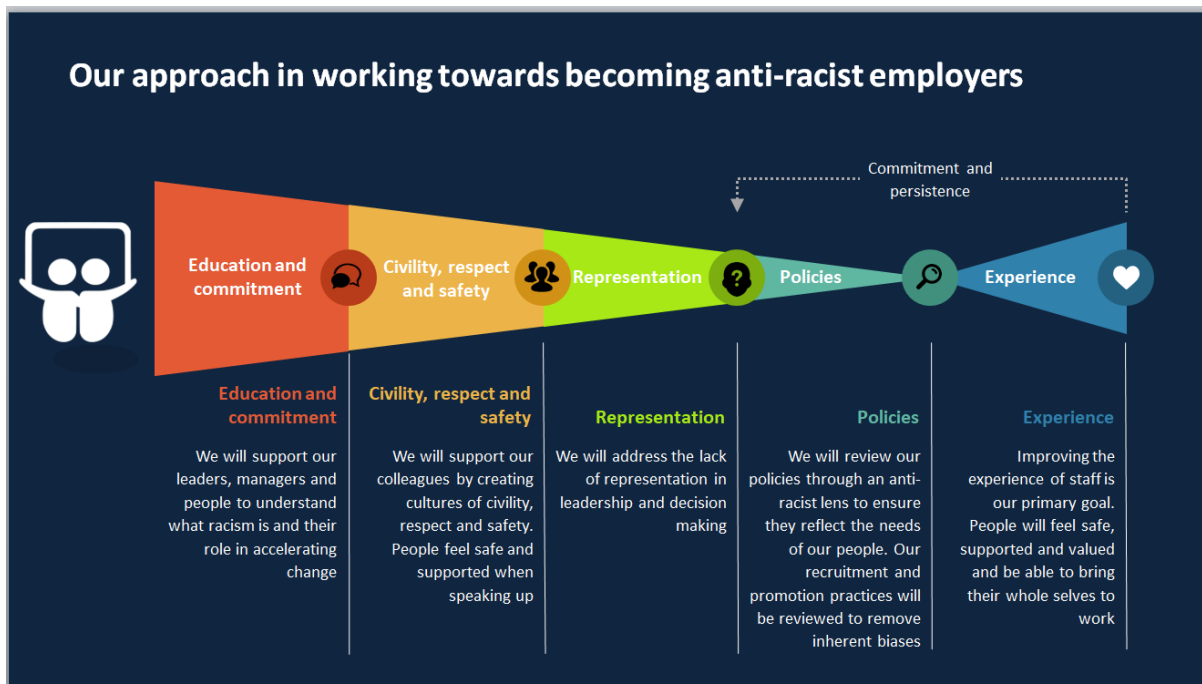 Our approach in working towards becoming anti-racist employers
Commitment and
persistence
Education and
commitment
Civility, respect
and safety
Representation
?
Policies
Experience
Education and
commitment
We will support our
leaders, managers and
people to understand
what racism is and their
role in accelerating
change
Civility, respect and
safety
We will support our
colleagues by creating
cultures of civility,
respect and safety.
People feel safe and
supported when
speaking up
Representation
We will address the lack
of representation in
leadership and decision
making
Policies
We will review our
policies through an anti-
racist lens to ensure
they reflect the needs
of our people. Our
recruitment and
promotion practices will
be reviewed to remove
inherent biases
Experience
Improving the
experience of staff is
our primary goal.
People will feel safe,
supported and valued
and be able to bring
their whole selves to
work